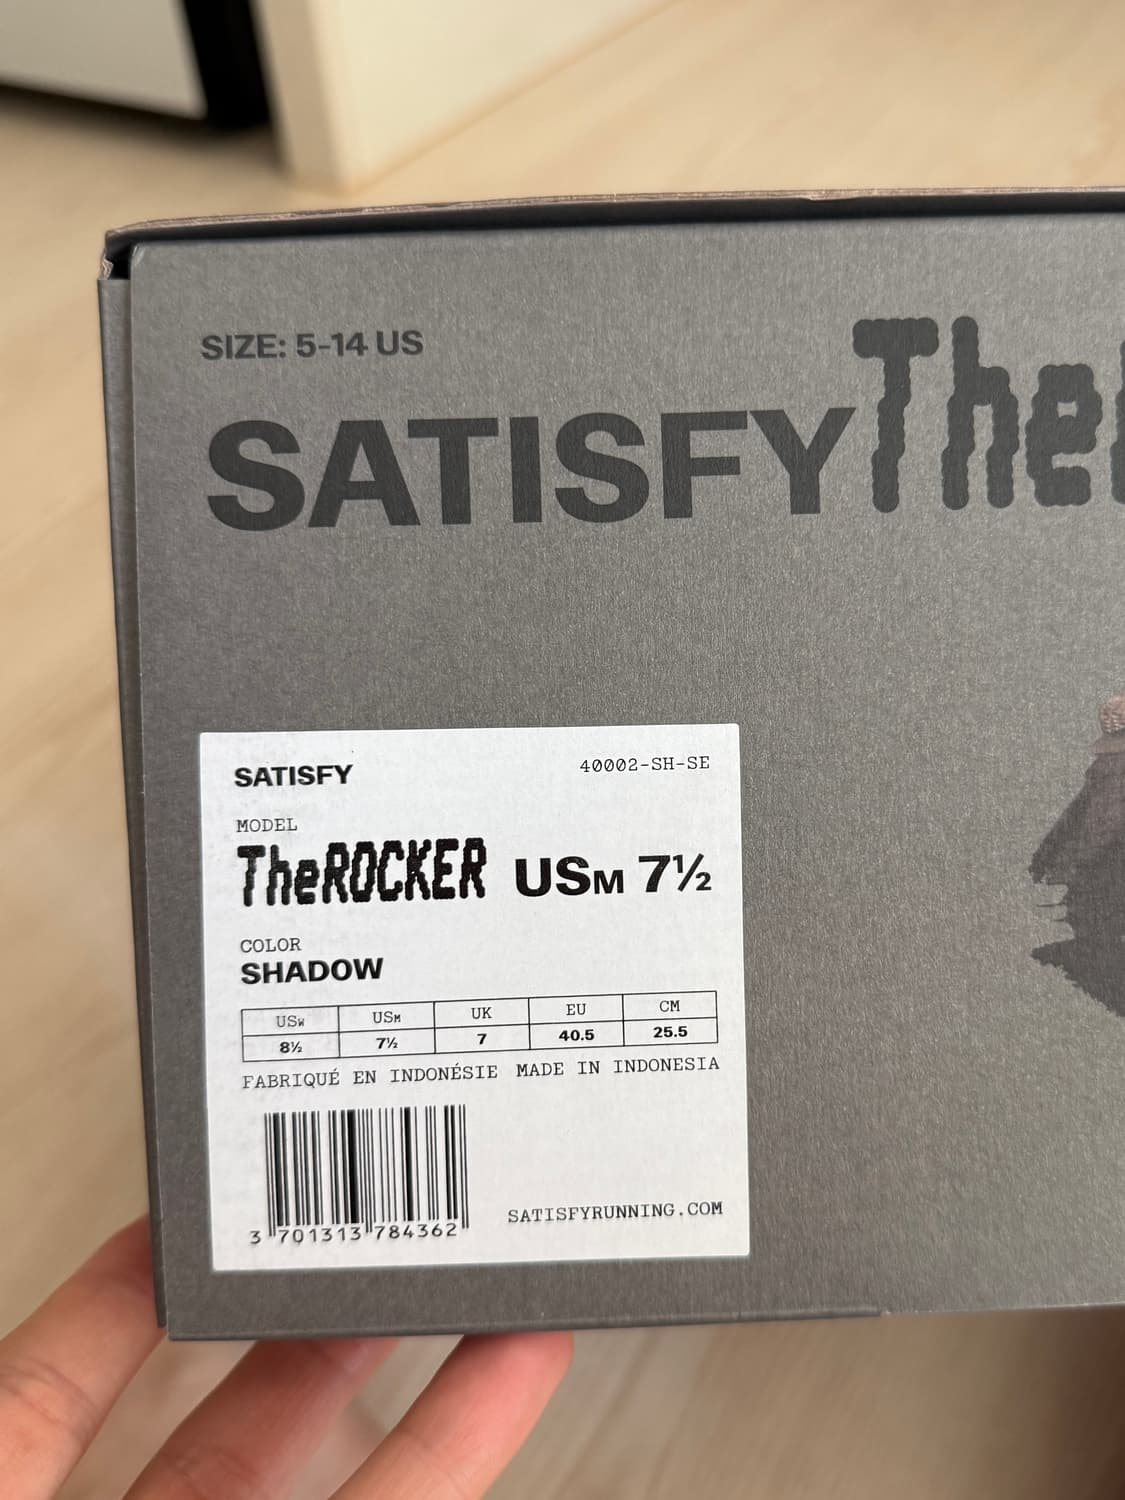 SIZE: 5-14 US
SATISFY The
SATISFY
40002-SH-SE
MODEL
TheROCKER USM 7½
COLOR
SHADOW
USW USM UK EU CM
8½ 7½ 7 40.5 25.5
FABRIQUÉ EN INDONÉSIE MADE IN INDONESIA
3 701313 784362
SATISFYRUNNING.COM